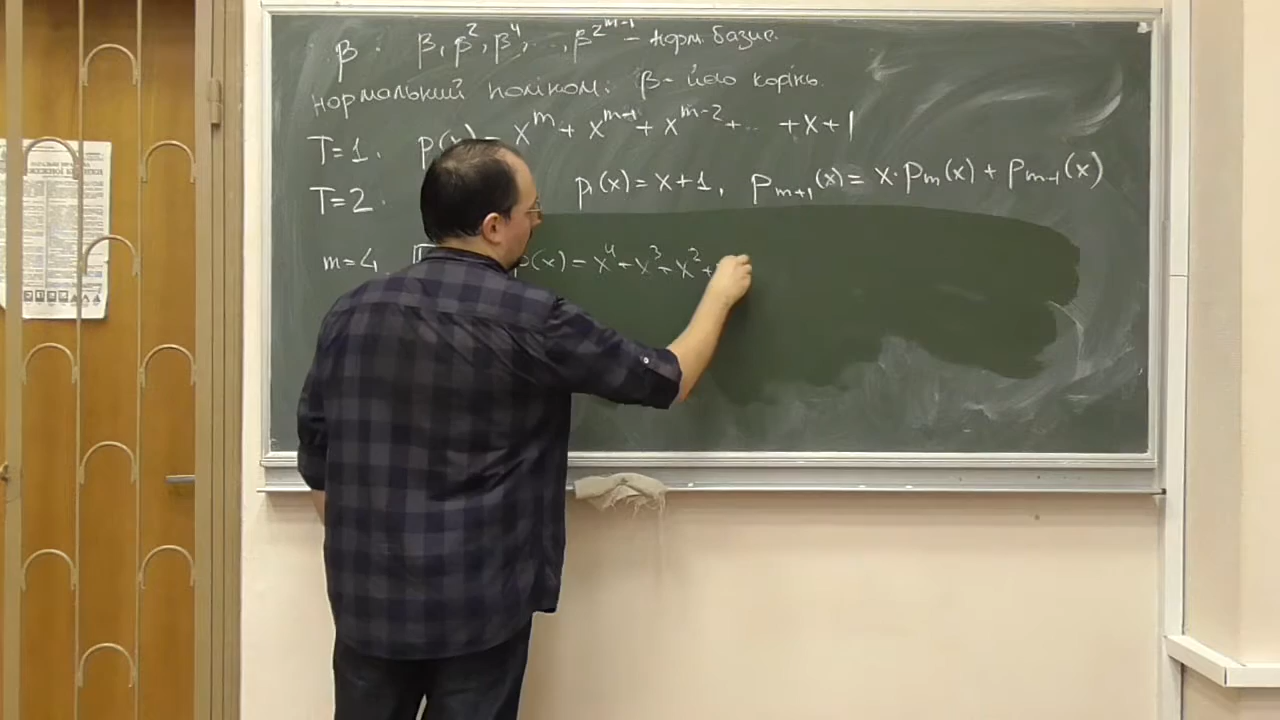 β : β, β², β⁴, ..., β^{2^{m-1}} – норм. базис.
нормальний поліном: β – його корінь.
T=1. p(x) = x^m + x^{m-1} + x^{m-2} + ... + x + 1
T=2. p₁(x) = x+1, p_{m+1}(x) = x·p_m(x) + p_{m-1}(x)
m=4 p(x) = x⁴ + x³ + x² +